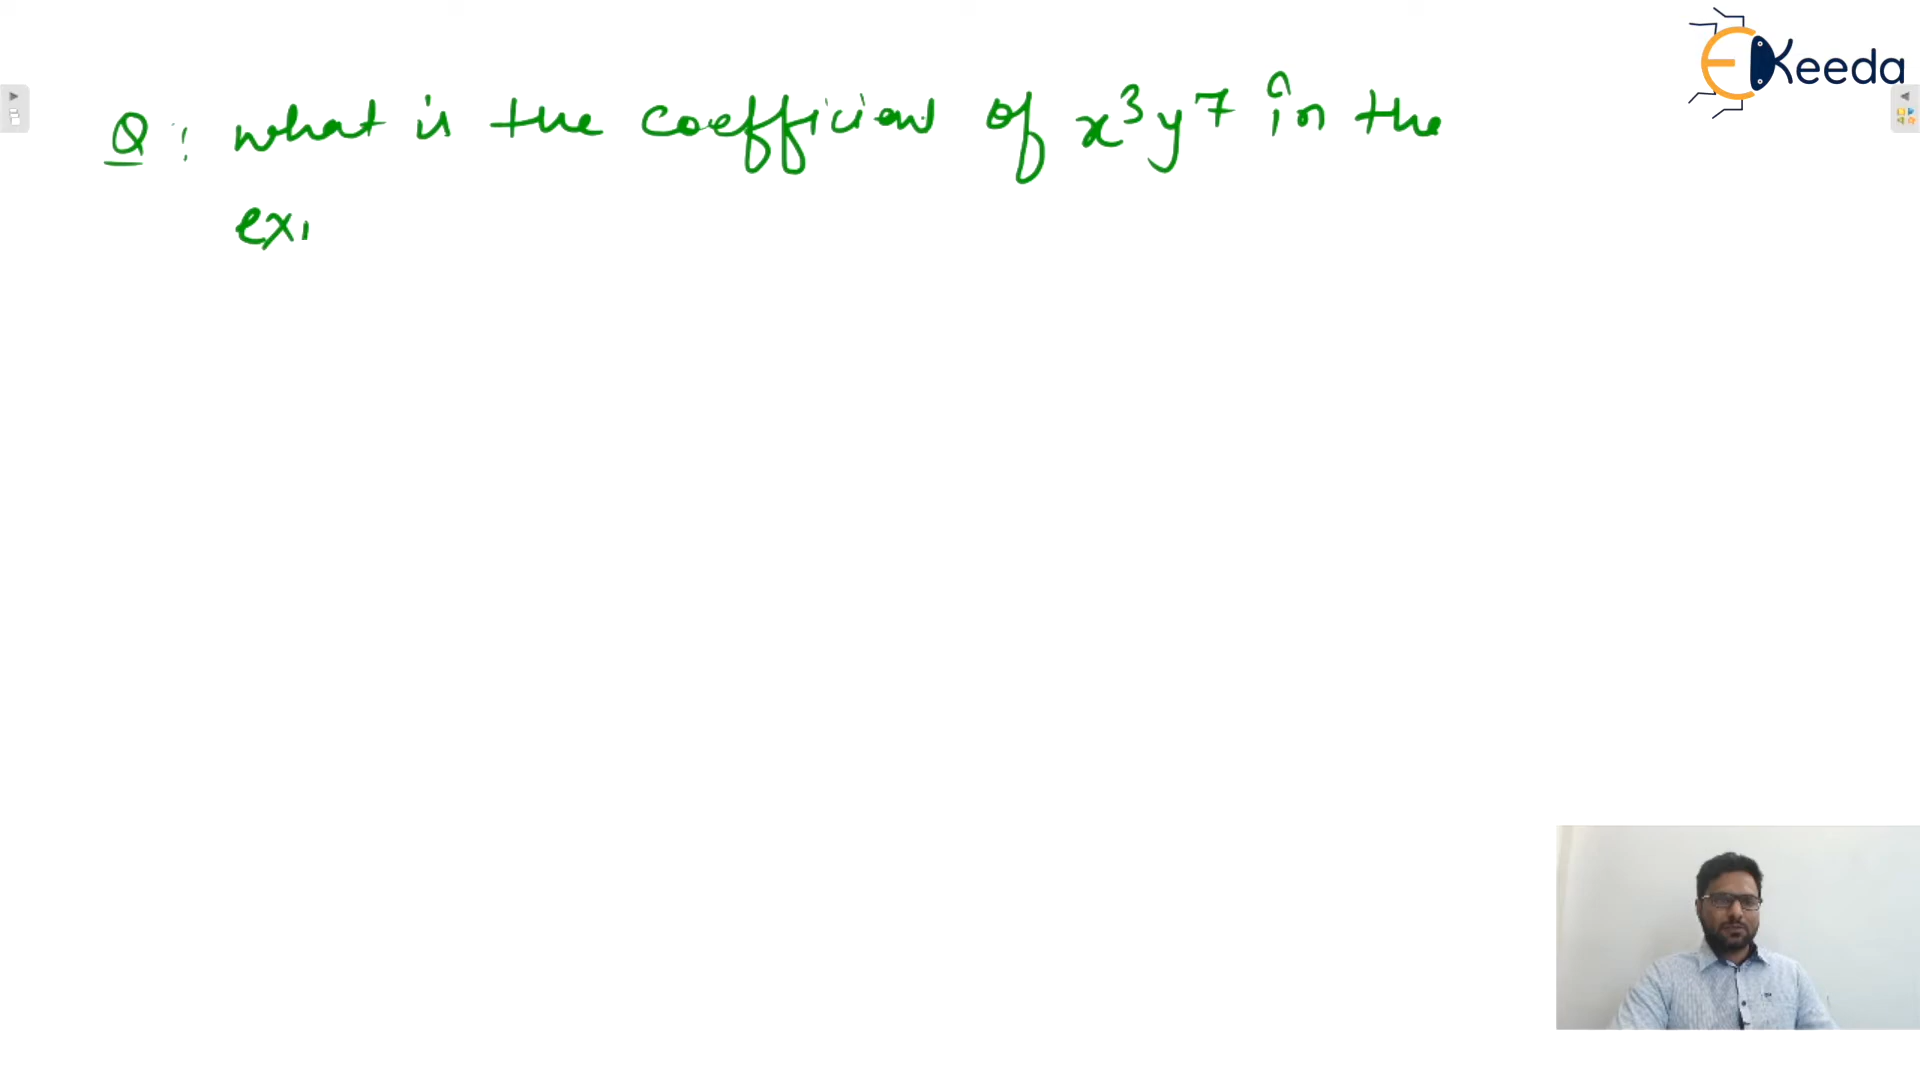 EKeeda
Q: what is the coefficient of x³y⁷ in the
ex